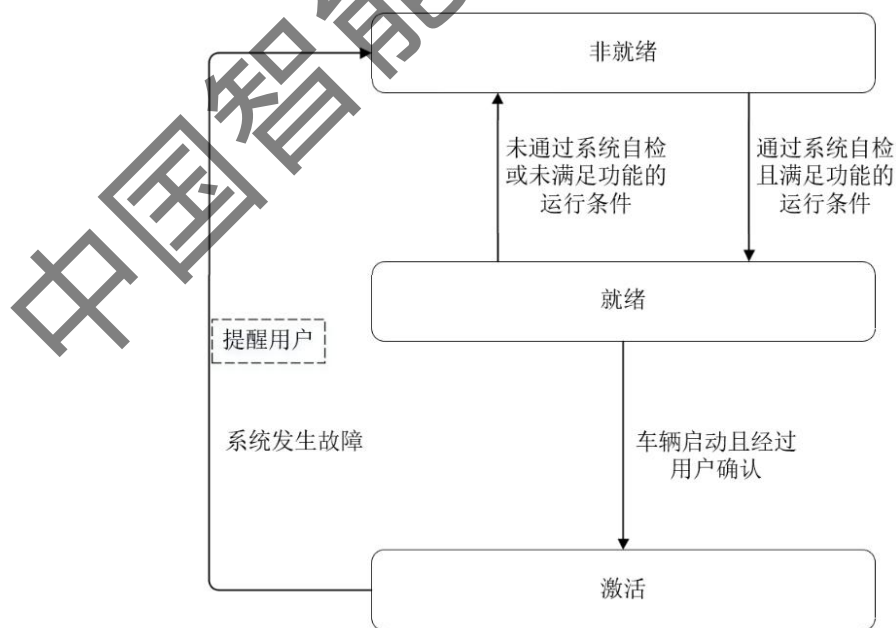 非就绪
未通过系统自检
或未满足功能的
运行条件
通过系统自检
且满足功能的
运行条件
就绪
提醒用户
系统发生故障
车辆启动且经过
用户确认
激活
中国智能